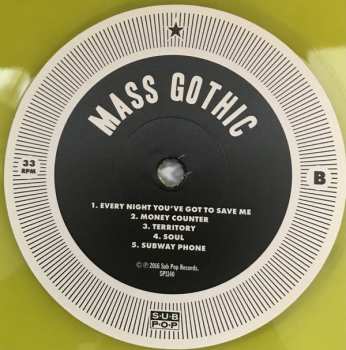 MASS GOTHIC
33
RPM
B
1. EVERY NIGHT YOU'VE GOT TO SAVE ME
2. MONEY COUNTER
3. TERRITORY
4. SOUL
5. SUBWAY PHONE
© ℗ 2016 Sub Pop Records.
SP1140
SUB
POP